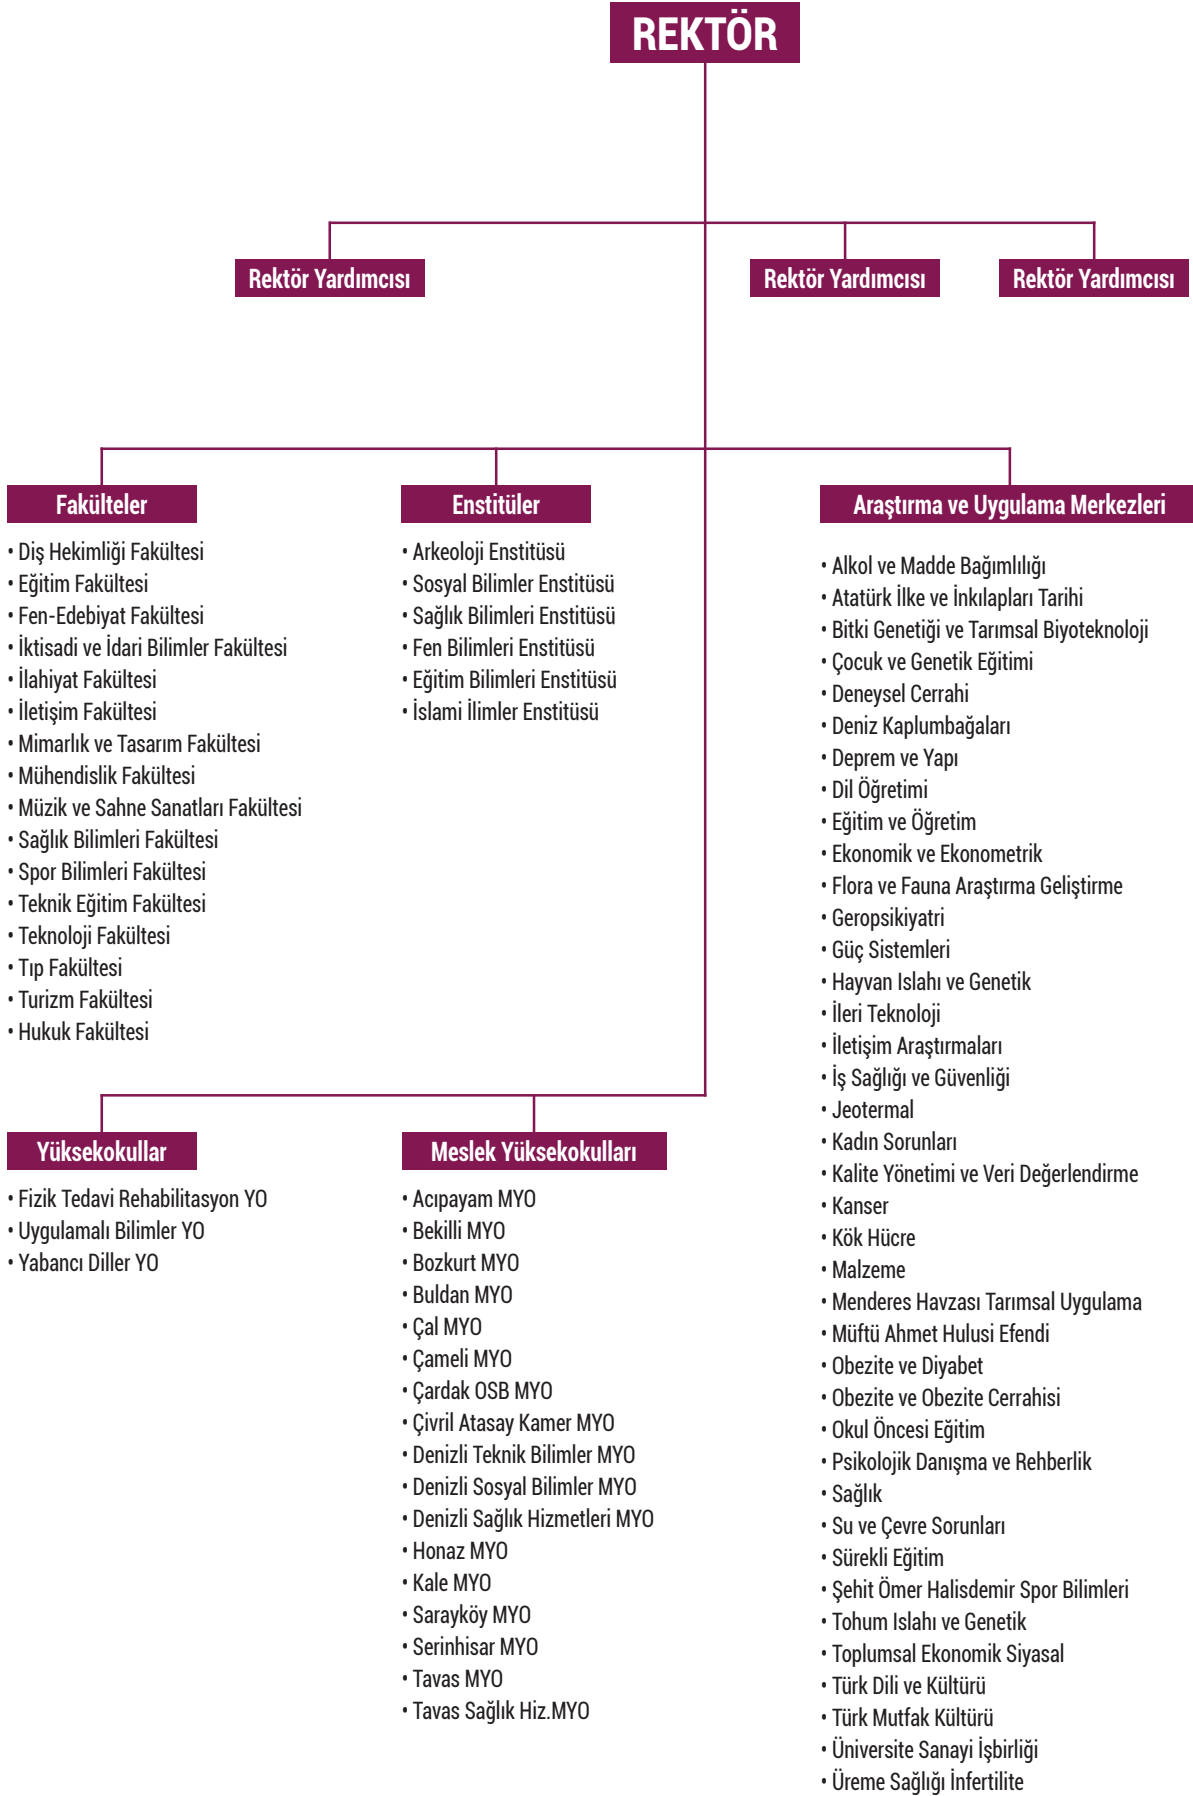 REKTÖR
Rektör Yardımcısı
Rektör Yardımcısı
Rektör Yardımcısı
Fakülteler
• Diş Hekimliği Fakültesi
• Eğitim Fakültesi
• Fen-Edebiyat Fakültesi
• İktisadi ve İdari Bilimler Fakültesi
• İlahiyat Fakültesi
• İletişim Fakültesi
• Mimarlık ve Tasarım Fakültesi
• Mühendislik Fakültesi
• Müzik ve Sahne Sanatları Fakültesi
• Sağlık Bilimleri Fakültesi
• Spor Bilimleri Fakültesi
• Teknik Eğitim Fakültesi
• Teknoloji Fakültesi
• Tıp Fakültesi
• Turizm Fakültesi
• Hukuk Fakültesi
Enstitüler
• Arkeoloji Enstitüsü
• Sosyal Bilimler Enstitüsü
• Sağlık Bilimleri Enstitüsü
• Fen Bilimleri Enstitüsü
• Eğitim Bilimleri Enstitüsü
• İslami İlimler Enstitüsü
Araştırma ve Uygulama Merkezleri
• Alkol ve Madde Bağımlılığı
• Atatürk İlke ve İnkılapları Tarihi
• Bitki Genetiği ve Tarımsal Biyoteknoloji
• Çocuk ve Genetik Eğitimi
• Deneysel Cerrahi
• Deniz Kaplumbağaları
• Deprem ve Yapı
• Dil Öğretimi
• Eğitim ve Öğretim
• Ekonomik ve Ekonometrik
• Flora ve Fauna Araştırma Geliştirme
• Geropsikiyatri
• Güç Sistemleri
• Hayvan Islahı ve Genetik
• İleri Teknoloji
• İletişim Araştırmaları
• İş Sağlığı ve Güvenliği
• Jeotermal
• Kadın Sorunları
• Kalite Yönetimi ve Veri Değerlendirme
• Kanser
• Kök Hücre
• Malzeme
• Menderes Havzası Tarımsal Uygulama
• Müftü Ahmet Hulusi Efendi
• Obezite ve Diyabet
• Obezite ve Obezite Cerrahisi
• Okul Öncesi Eğitim
• Psikolojik Danışma ve Rehberlik
• Sağlık
• Su ve Çevre Sorunları
• Sürekli Eğitim
• Şehit Ömer Halisdemir Spor Bilimleri
• Tohum Islahı ve Genetik
• Toplumsal Ekonomik Siyasal
• Türk Dili ve Kültürü
• Türk Mutfak Kültürü
• Üniversite Sanayi İşbirliği
• Üreme Sağlığı İnfertilite
Yüksekokullar
• Fizik Tedavi Rehabilitasyon YO
• Uygulamalı Bilimler YO
• Yabancı Diller YO
Meslek Yüksekokulları
• Acıpayam MYO
• Bekilli MYO
• Bozkurt MYO
• Buldan MYO
• Çal MYO
• Çameli MYO
• Çardak OSB MYO
• Çivril Atasay Kamer MYO
• Denizli Teknik Bilimler MYO
• Denizli Sosyal Bilimler MYO
• Denizli Sağlık Hizmetleri MYO
• Honaz MYO
• Kale MYO
• Sarayköy MYO
• Serinhisar MYO
• Tavas MYO
• Tavas Sağlık Hiz.MYO